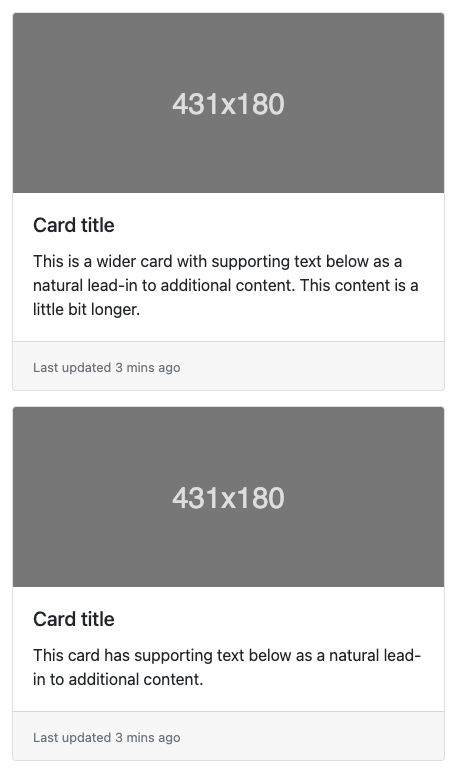 431x180
Card title
This is a wider card with supporting text below as a
natural lead-in to additional content. This content is a
little bit longer.
Last updated 3 mins ago
431x180
Card title
This card has supporting text below as a natural lead-
in to additional content.
Last updated 3 mins ago